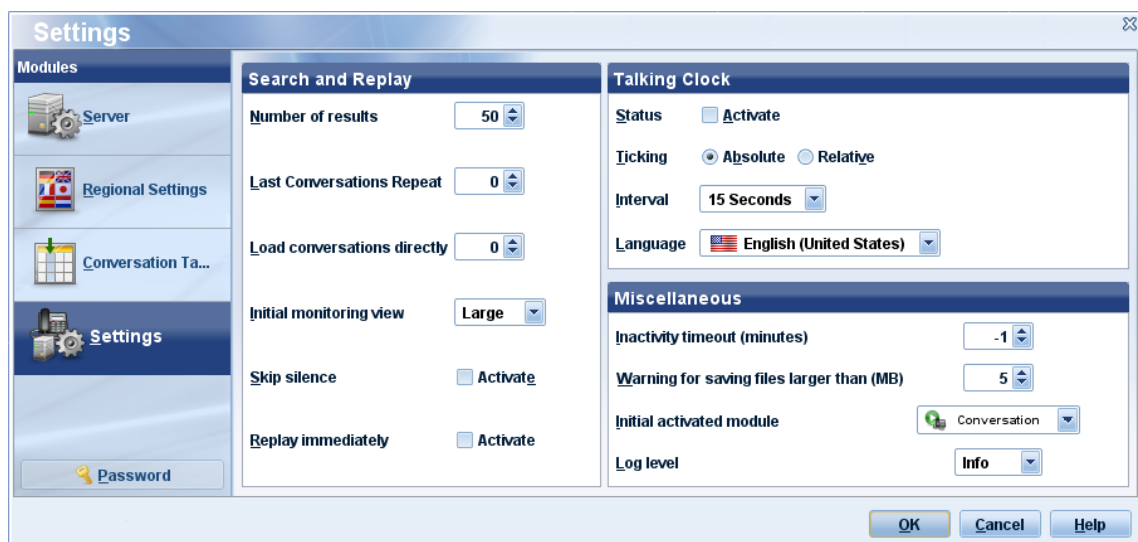 Settings
Modules
Server
Regional Settings
Conversation Ta...
Settings
Password
Search and Replay
Number of results 50
Last Conversations Repeat 0
Load conversations directly 0
Initial monitoring view Large
Skip silence Activate
Replay immediately Activate
Talking Clock
Status Activate
Ticking Absolute Relative
Interval 15 Seconds
Language English (United States)
Miscellaneous
Inactivity timeout (minutes) -1
Warning for saving files larger than (MB) 5
Initial activated module Conversation
Log level Info
OK Cancel Help